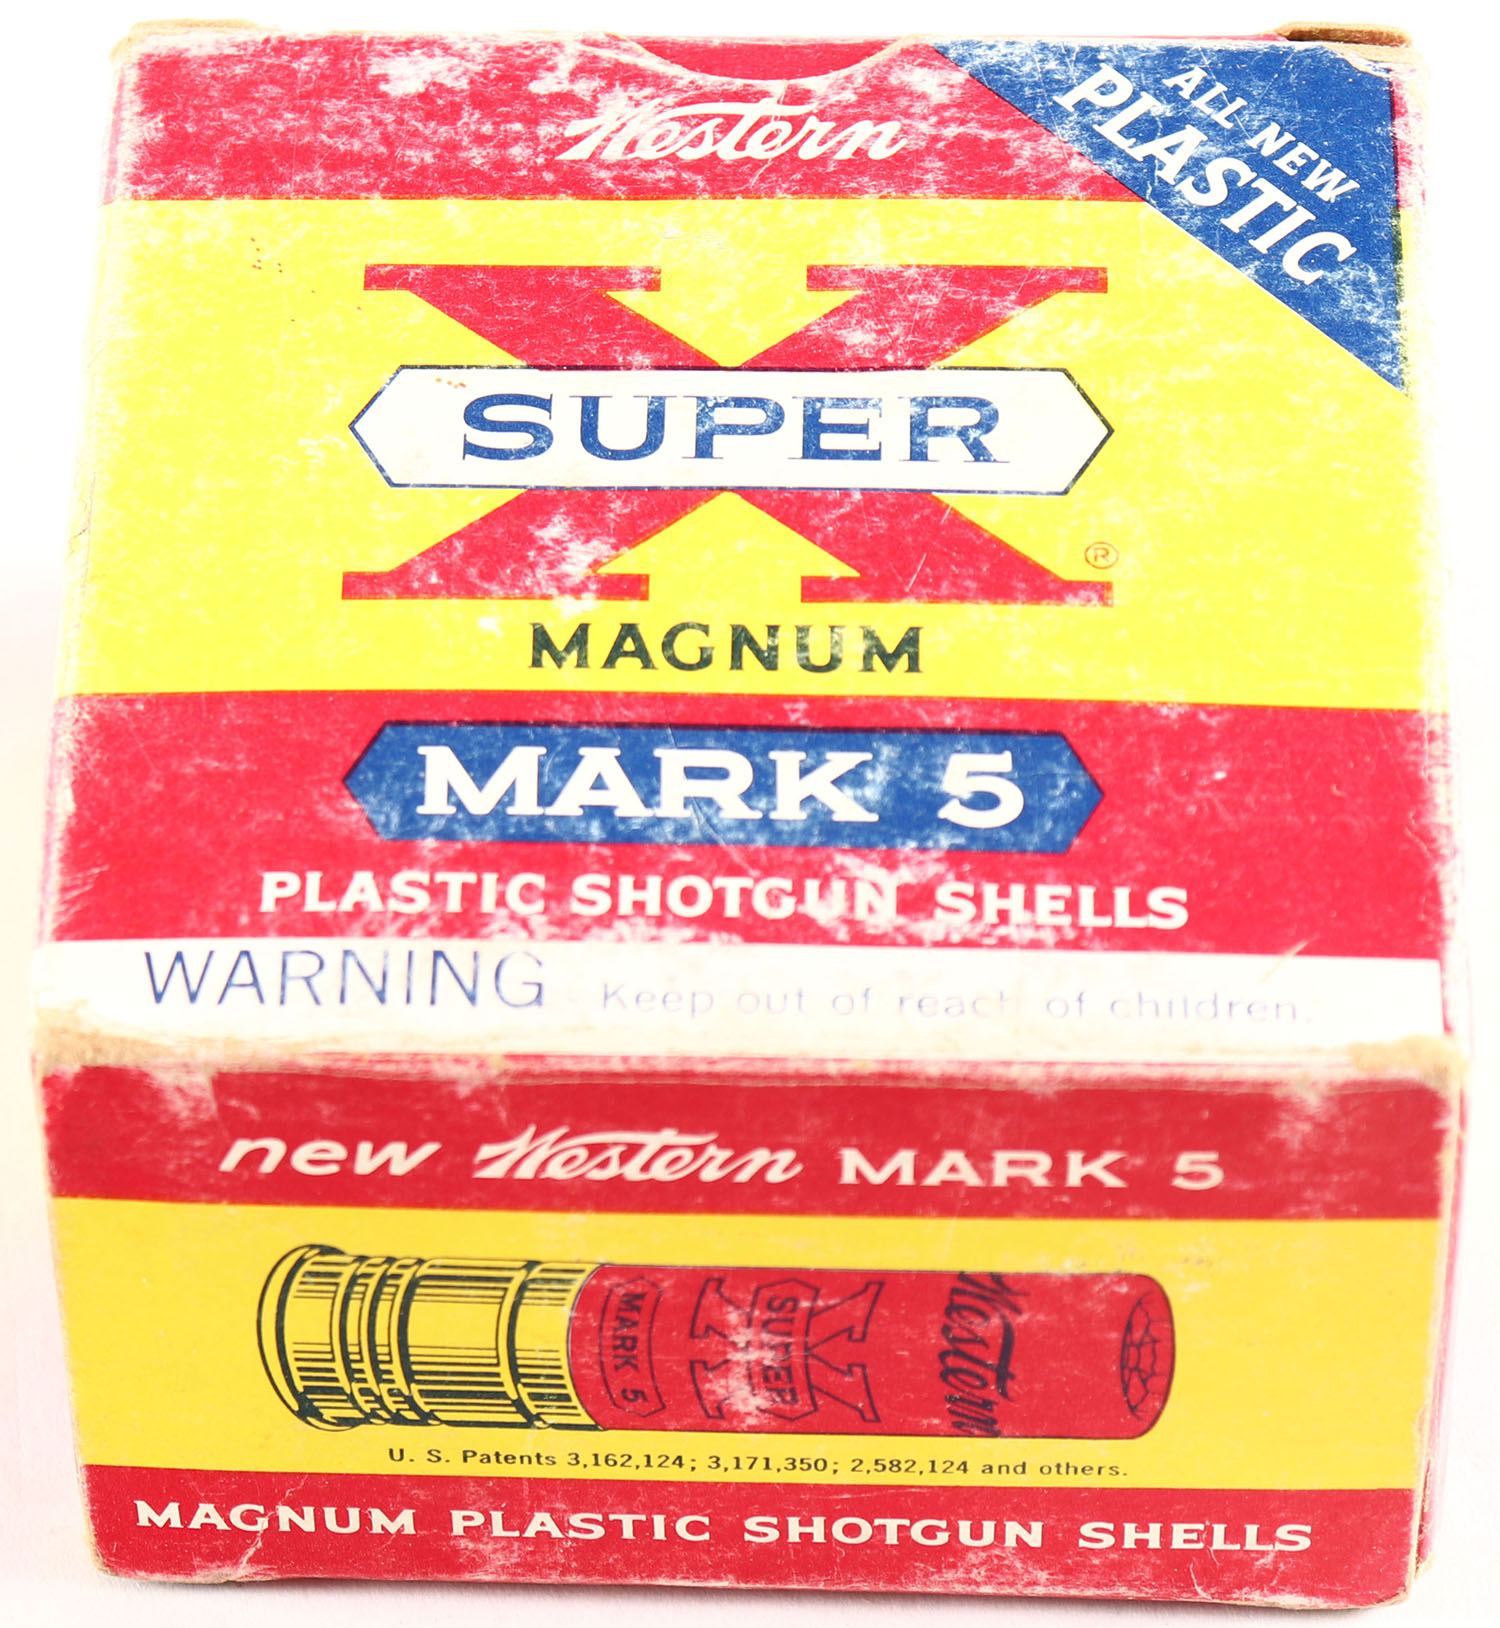 Western
ALL NEW
PLASTIC
X
SUPER
®
MAGNUM
MARK 5
PLASTIC SHOTGUN SHELLS
WARNING Keep out of reach of children.
new Western MARK 5
MARK 5
X
SUPER
Western
U. S. Patents 3,162,124; 3,171,350; 2,582,124 and others.
MAGNUM PLASTIC SHOTGUN SHELLS